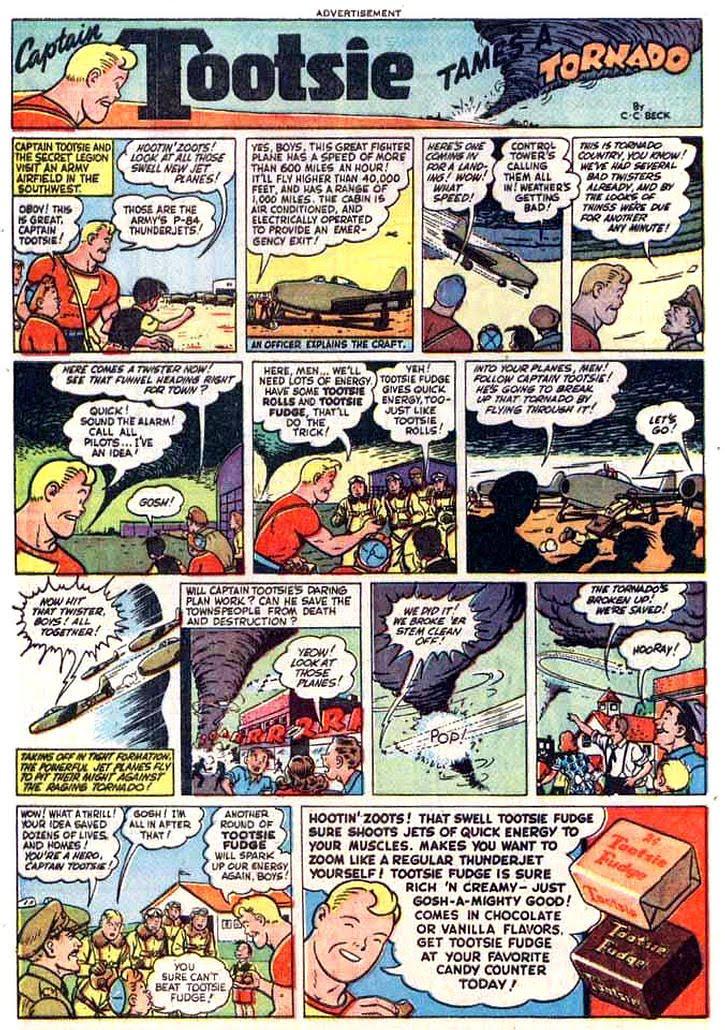 ADVERTISEMENT
Captain
Tootsie
TAMES A
TORNADO
By
C·C BECK
CAPTAIN TOOTSIE AND
THE SECRET LEGION
VISIT AN ARMY
AIRFIELD IN THE
SOUTHWEST.
HOOTIN' ZOOTS!
LOOK AT ALL THOSE
SWELL NEW JET
PLANES!
OBOY! THIS
IS GREAT,
CAPTAIN
TOOTSIE!
THOSE ARE THE
ARMY'S P-84
THUNDERJETS!
YES, BOYS, THIS GREAT FIGHTER
PLANE HAS A SPEED OF MORE
THAN 600 MILES AN HOUR!
IT'LL FLY HIGHER THAN 40,000
FEET, AND HAS A RANGE OF
1,000 MILES. THE CABIN IS
AIR CONDITIONED, AND
ELECTRICALLY OPERATED
TO PROVIDE AN EMER-
GENCY EXIT!
AN OFFICER EXPLAINS THE CRAFT.
HERE'S ONE
COMING IN
FOR A LAND-
ING! WOW!
WHAT
SPEED!
CONTROL
TOWER'S
CALLING
THEM ALL
IN! WEATHER'S
GETTING
BAD!
THIS IS TORNADO
COUNTRY, YOU KNOW!
WE'VE HAD SEVERAL
BAD TWISTERS
ALREADY, AND BY
THE LOOKS OF
THINGS WE'RE DUE
FOR ANOTHER
ANY MINUTE!
HERE COMES A TWISTER NOW!
SEE THAT FUNNEL HEADING RIGHT
FOR TOWN?
QUICK!
SOUND THE ALARM!
CALL ALL
PILOTS... I'VE
AN IDEA!
GOSH!
HERE, MEN... WE'LL
NEED LOTS OF ENERGY.
HAVE SOME TOOTSIE
ROLLS AND TOOTSIE
FUDGE, THAT'LL
DO THE
TRICK!
YEH!
TOOTSIE FUDGE
GIVES QUICK
ENERGY, TOO-
JUST LIKE
TOOTSIE
ROLLS!
INTO YOUR PLANES, MEN!
FOLLOW CAPTAIN TOOTSIE!
HE'S GOING TO BREAK
UP THAT TORNADO BY
FLYING THROUGH IT!
LET'S
GO!
NOW HIT
THAT TWISTER,
BOYS! ALL
TOGETHER!
TAKING OFF IN TIGHT FORMATION,
THE POWERFUL JET PLANES FLY
TO PIT THEIR MIGHT AGAINST
THE RAGING TORNADO!
WILL CAPTAIN TOOTSIE'S DARING
PLAN WORK? CAN HE SAVE THE
TOWNSPEOPLE FROM DEATH
AND DESTRUCTION?
YEOW!
LOOK AT
THOSE
PLANES!
RRRR
WE DID IT!
WE BROKE 'ER
STEM CLEAN
OFF!
POP!
THE TORNADO'S
BROKEN UP!
WE'RE SAVED!
HOORAY!
WOW! WHAT A THRILL!
YOUR IDEA SAVED
DOZENS OF LIVES
AND HOMES!
YOU'RE A HERO,
CAPTAIN TOOTSIE!
GOSH! I'M
ALL IN AFTER
THAT!
ANOTHER
ROUND OF
TOOTSIE
FUDGE
WILL SPARK
UP OUR ENERGY
AGAIN, BOYS!
YOU
SURE CAN'T
BEAT TOOTSIE
FUDGE!
HOOTIN' ZOOTS! THAT SWELL TOOTSIE FUDGE
SURE SHOOTS JETS OF QUICK ENERGY TO
YOUR MUSCLES. MAKES YOU WANT TO
ZOOM LIKE A REGULAR THUNDERJET
YOURSELF! TOOTSIE FUDGE IS SURE
RICH 'N CREAMY—JUST
GOSH-A-MIGHTY GOOD!
COMES IN CHOCOLATE
OR VANILLA FLAVORS.
GET TOOTSIE FUDGE
AT YOUR FAVORITE
CANDY COUNTER
TODAY!
2¢
Tootsie
Fudge
Tootsie
Tootsie
Fudge
Tootsie